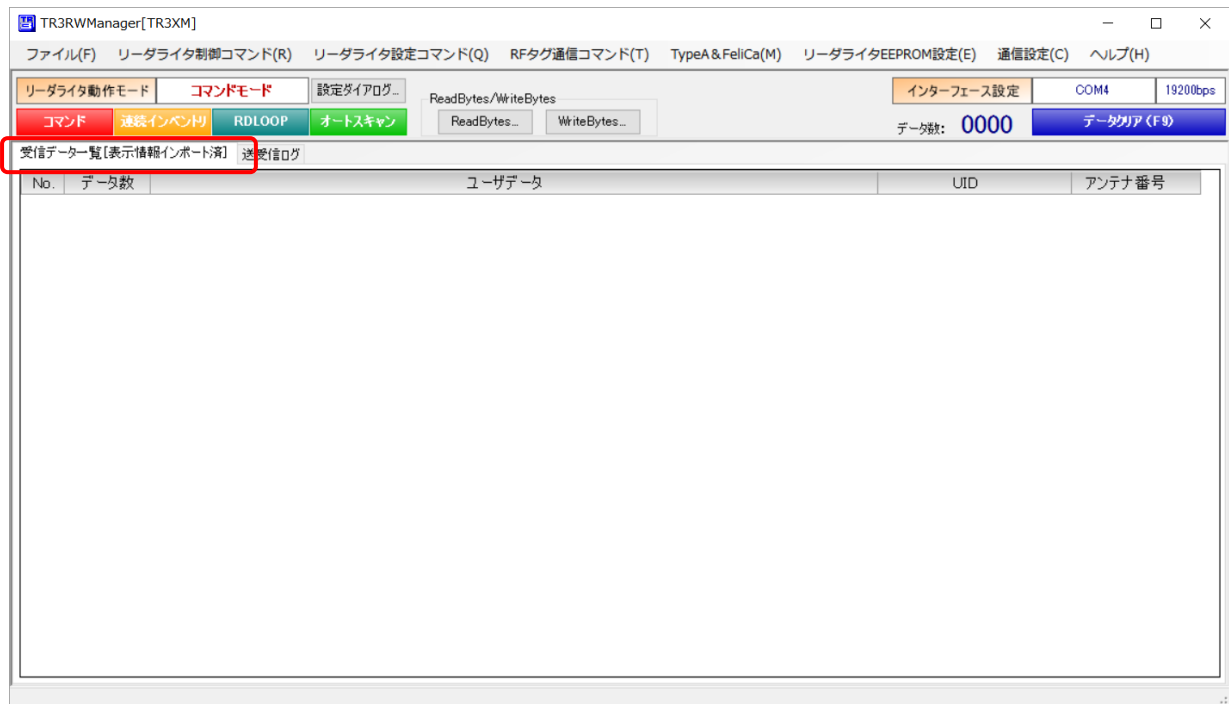 TR3RWManager[TR3XM]
ファイル(F) リーダライタ制御コマンド(R) リーダライタ設定コマンド(Q) RFタグ通信コマンド(T) TypeA&FeliCa(M) リーダライタEEPROM設定(E) 通信設定(C) ヘルプ(H)
リーダライタ動作モード コマンドモード 設定ダイアログ... ReadBytes/WriteBytes インターフェース設定 COM4 19200bps
コマンド 連続インベントリ RDLOOP オートスキャン ReadBytes... WriteBytes... データ数: 0000 データクリア(F9)
受信データ一覧[表示情報インポート済] 送受信ログ
No. データ数 ユーザデータ UID アンテナ番号